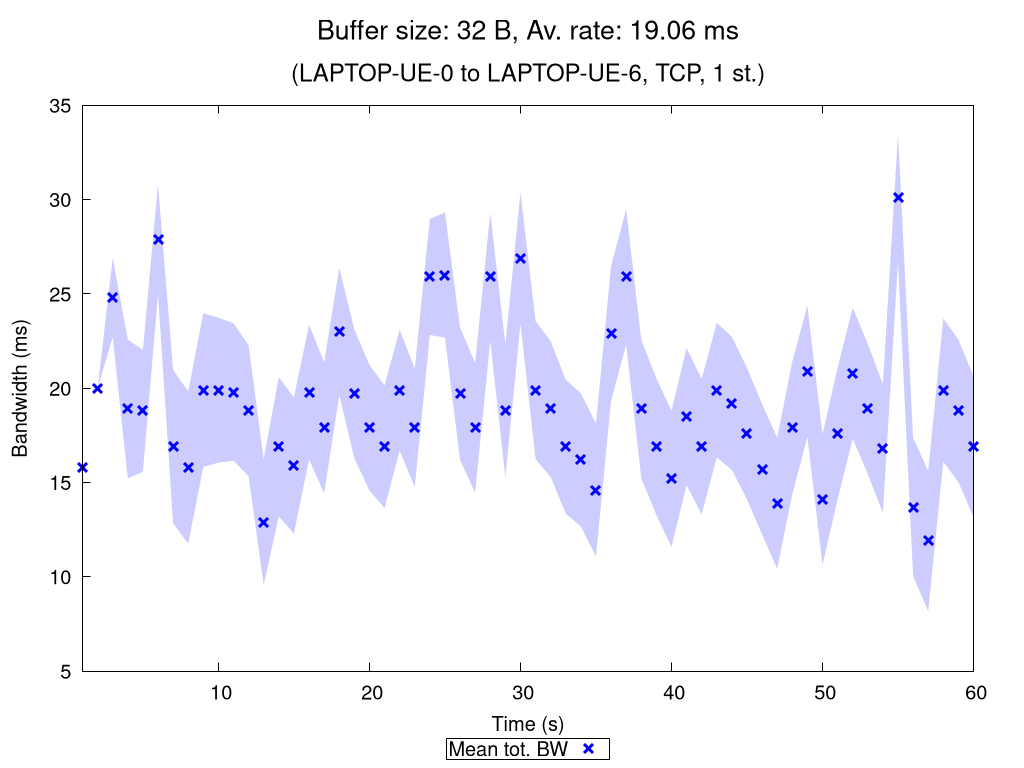 Buffer size: 32 B, Av. rate: 19.06 ms
(LAPTOP-UE-0 to LAPTOP-UE-6, TCP, 1 st.)
35
30
25
20
15
10
5
Bandwidth (ms)
10 20 30 40 50 60
Time (s)
Mean tot. BW